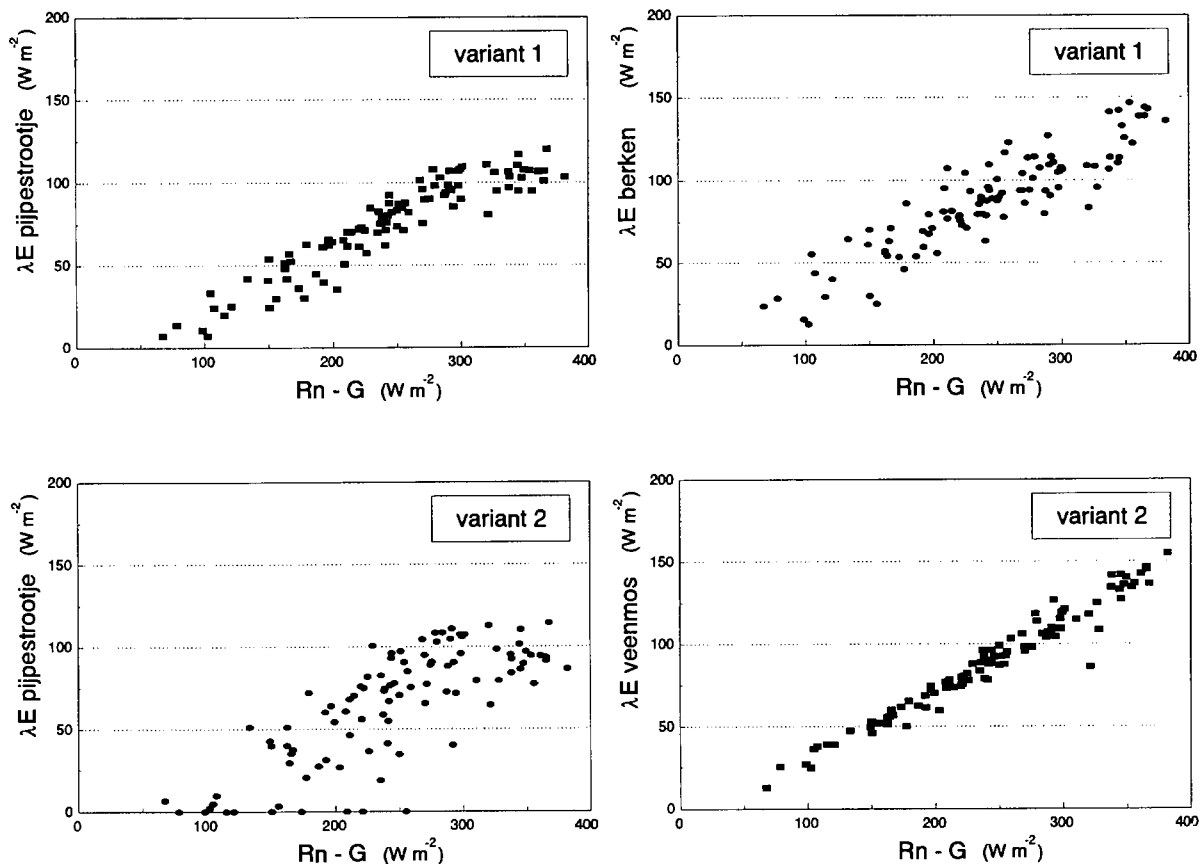 200
150
100
50
0
λE pijpestrootje (W m-2)
variant 1
0 100 200 300 400
Rn - G (W m-2)
200
150
100
50
0
λE berken (W m-2)
variant 1
0 100 200 300 400
Rn - G (W m-2)
200
150
100
50
0
λE pijpestrootje (W m-2)
variant 2
0 100 200 300 400
Rn - G (W m-2)
200
150
100
50
0
λE veenmos (W m-2)
variant 2
0 100 200 300 400
Rn - G (W m-2)